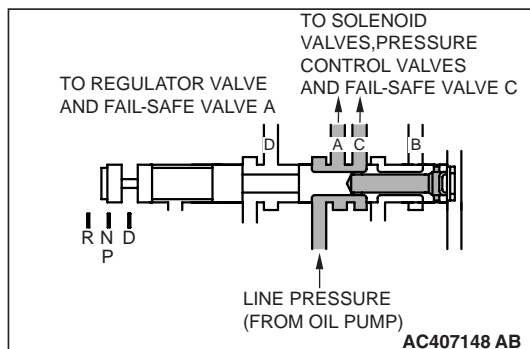 TO SOLENOID
VALVES,PRESSURE
CONTROL VALVES
AND FAIL-SAFE VALVE C
TO REGULATOR VALVE
AND FAIL-SAFE VALVE A
D
A
C
B
R N D
P
LINE PRESSURE
(FROM OIL PUMP)
AC407148 AB